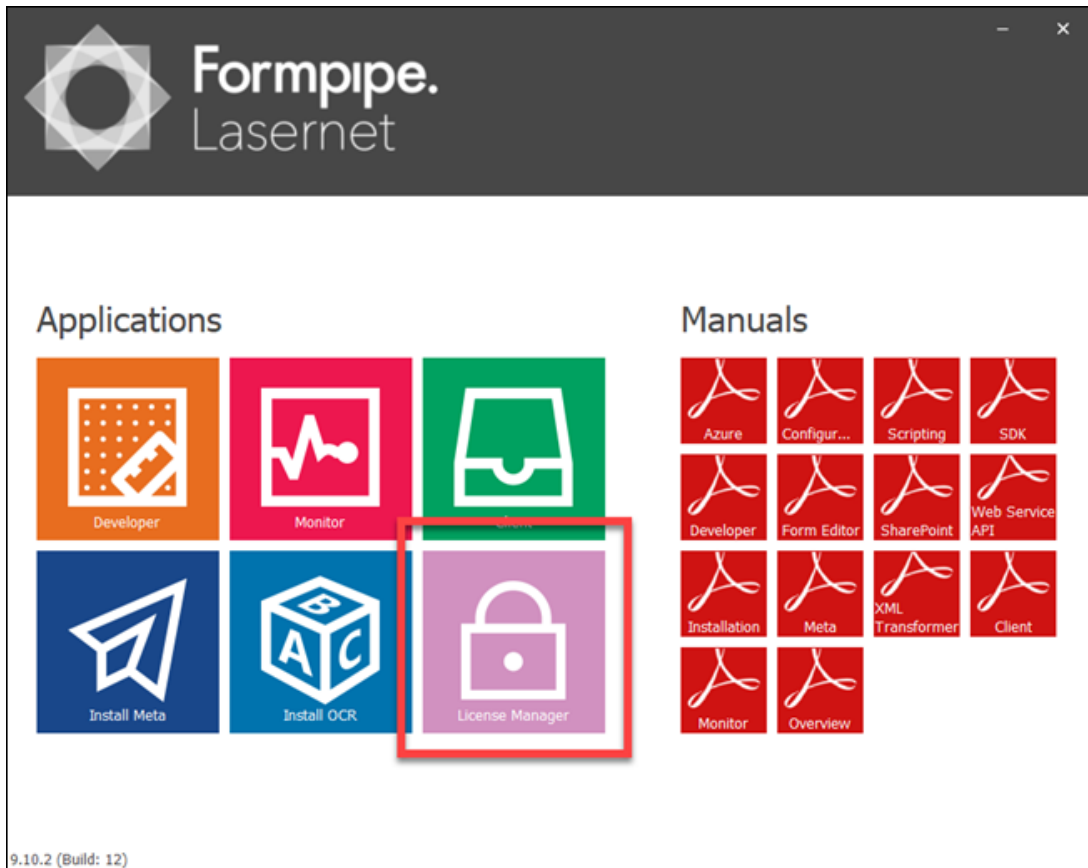 Formpipe.
Lasernet
Applications
Developer
Monitor
Client
Install Meta
B
A C
Install OCR
License Manager
Manuals
Azure
Configur...
Scripting
SDK
Developer
Form Editor
SharePoint
Web Service
API
Installation
Meta
XML
Transformer
Client
Monitor
Overview
9.10.2 (Build: 12)